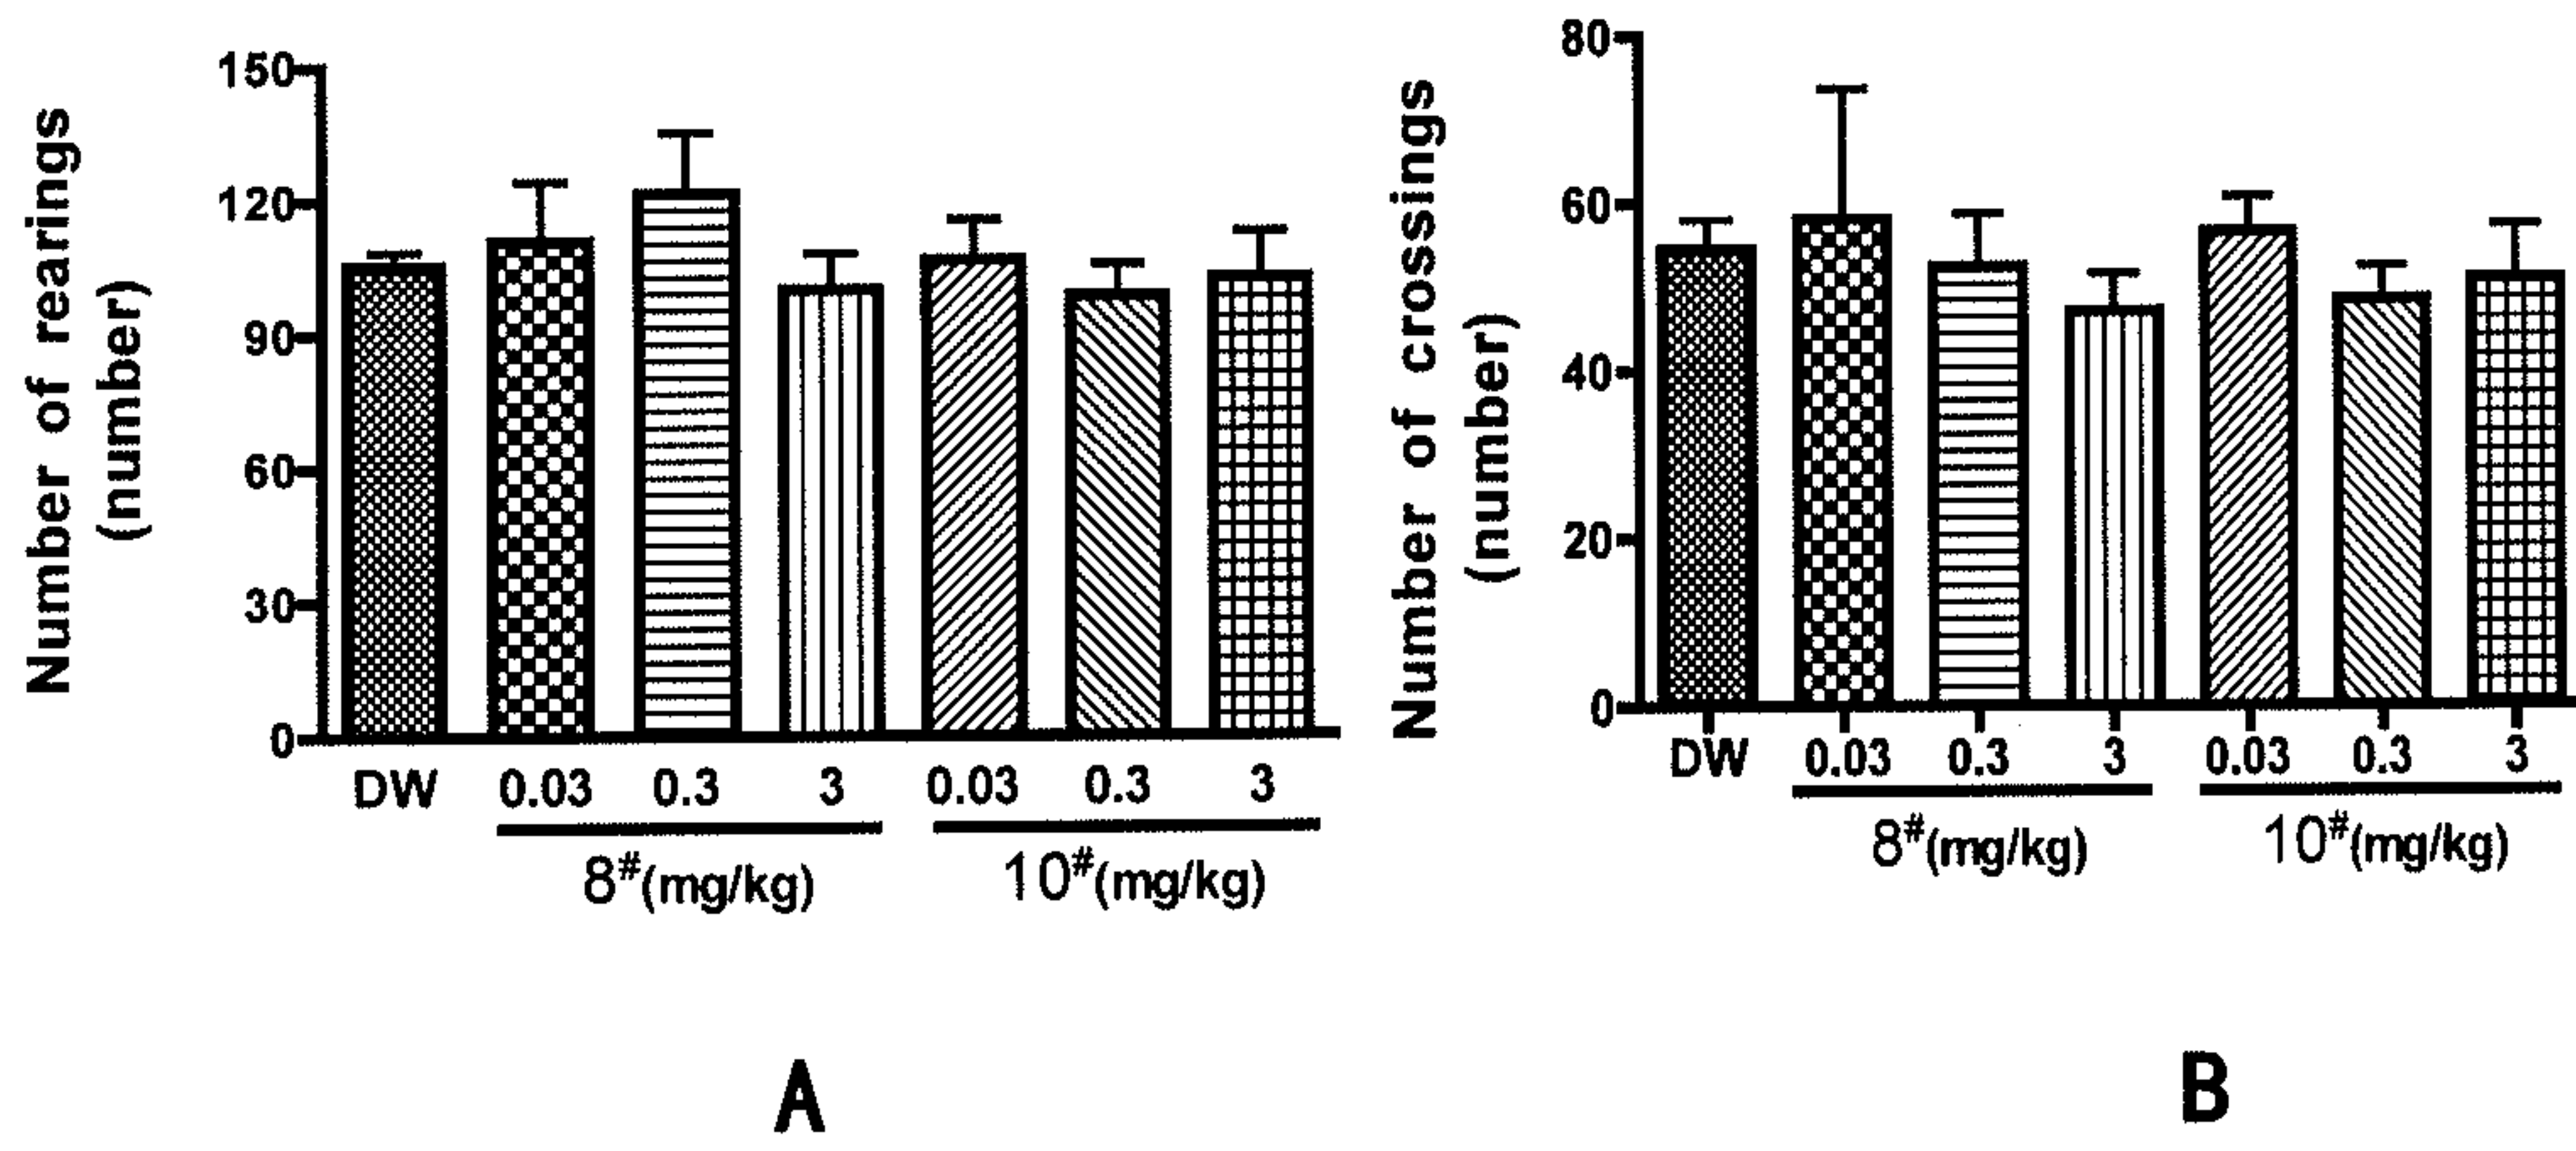 Number of rearings
(number)
150
120
90
60
30
0
DW 0.03 0.3 3 0.03 0.3 3
8#(mg/kg) 10#(mg/kg)
A
Number of crossings
(number)
80
60
40
20
0
DW 0.03 0.3 3 0.03 0.3 3
8#(mg/kg) 10#(mg/kg)
B